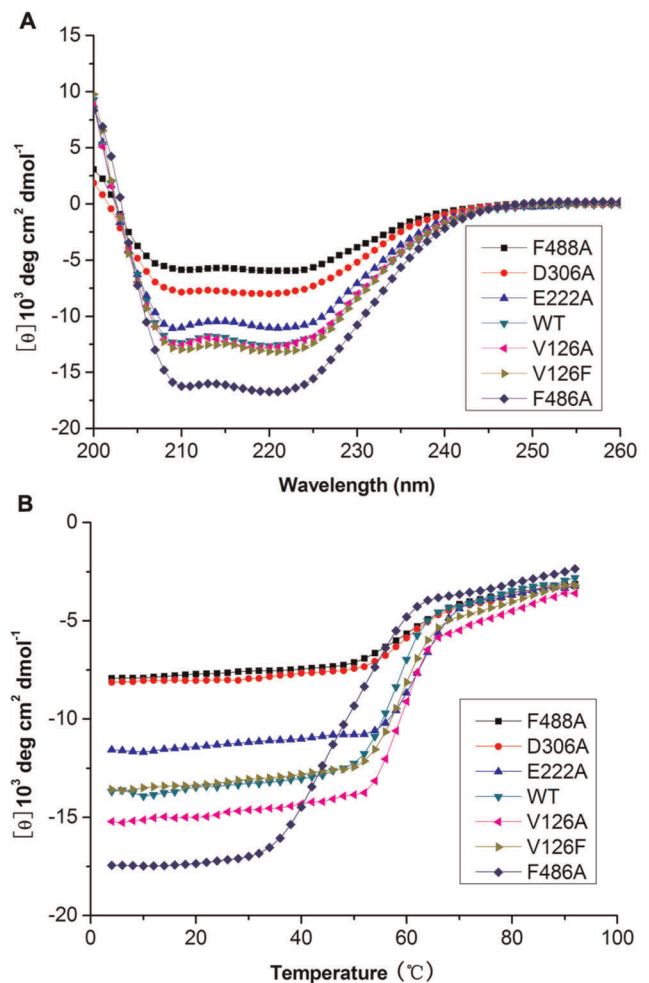 A
15
10
5
0
-5
-10
-15
-20
[θ] 10³ deg cm² dmol⁻¹
F488A
D306A
E222A
WT
V126A
V126F
F486A
200 210 220 230 240 250 260
Wavelength (nm)
B
0
-5
-10
-15
-20
[θ] 10³ deg cm² dmol⁻¹
F488A
D306A
E222A
WT
V126A
V126F
F486A
0 20 40 60 80 100
Temperature (℃)